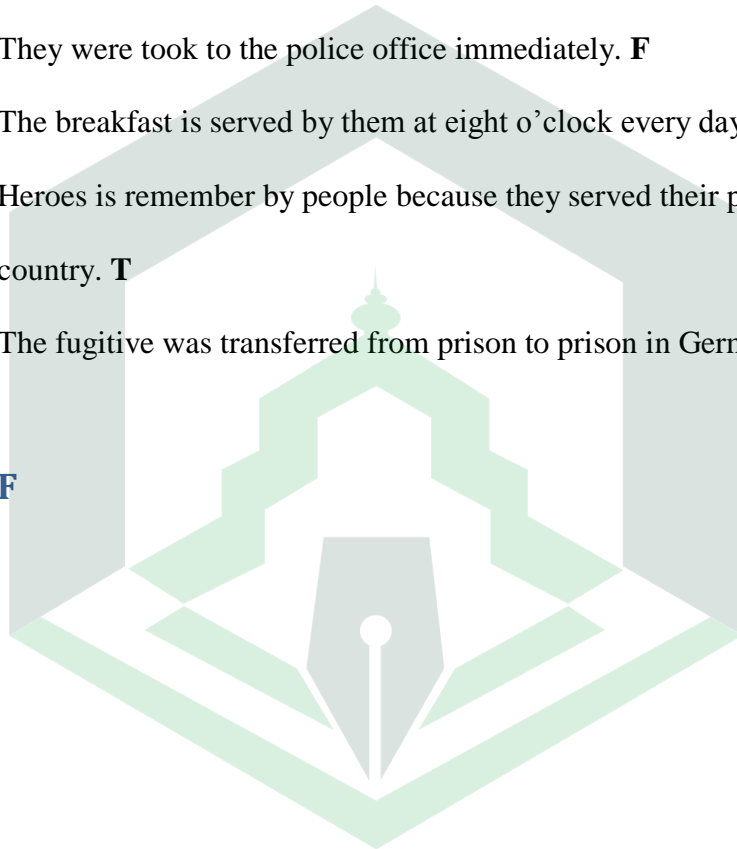 They were took to the police office immediately. F
The breakfast is served by them at eight o’clock every day
Heroes is remember by people because they served their
country. T
The fugitive was transferred from prison to prison in
F